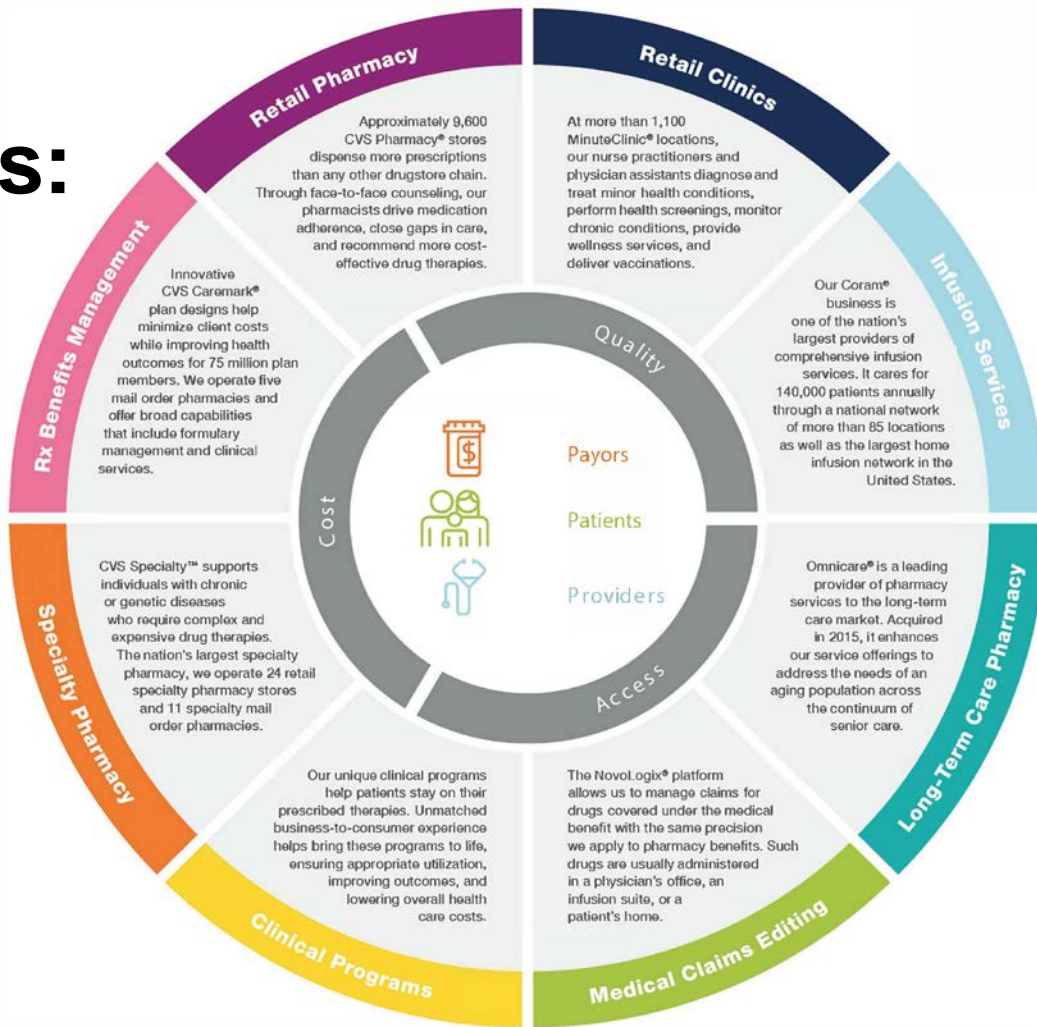 s:
Retail Pharmacy
Approximately 9,600
CVS Pharmacy® stores
dispense more prescriptions
than any other drugstore chain.
Through face-to-face counseling, our
pharmacists drive medication
adherence, close gaps in care,
and recommend more cost-
effective drug therapies.
Retail Clinics
At more than 1,100
MinuteClinic® locations,
our nurse practitioners and
physician assistants diagnose and
treat minor health conditions,
perform health screenings, monitor
chronic conditions, provide
wellness services, and
deliver vaccinations.
Infusion Services
Our Coram®
business is
one of the nation's
largest providers of
comprehensive infusion
services. It cares for
140,000 patients annually
through a national network
of more than 85 locations
as well as the largest home
infusion network in the
United States.
Long-Term Care Pharmacy
Omnicare® is a leading
provider of pharmacy
services to the long-term
care market. Acquired
in 2015, it enhances
our service offerings to
address the needs of an
aging population across
the continuum of
senior care.
Medical Claims Editing
The NovoLogix® platform
allows us to manage claims for
drugs covered under the medical
benefit with the same precision
we apply to pharmacy benefits. Such
drugs are usually administered
in a physician's office, an
infusion suite, or a
patient's home.
Clinical Programs
Our unique clinical programs
help patients stay on their
prescribed therapies. Unmatched
business-to-consumer experience
helps bring these programs to life,
ensuring appropriate utilization,
improving outcomes, and
lowering overall health
care costs.
Specialty Pharmacy
CVS Specialty™ supports
individuals with chronic
or genetic diseases
who require complex and
expensive drug therapies.
The nation's largest specialty
pharmacy, we operate 24 retail
specialty pharmacy stores
and 11 specialty mail
order pharmacies.
Rx Benefits Management
Innovative
CVS Caremark®
plan designs help
minimize client costs
while improving health
outcomes for 75 million plan
members. We operate five
mail order pharmacies and
offer broad capabilities
that include formulary
management and clinical
services.
Quality
Cost
Access
$
Payors
Patients
Providers